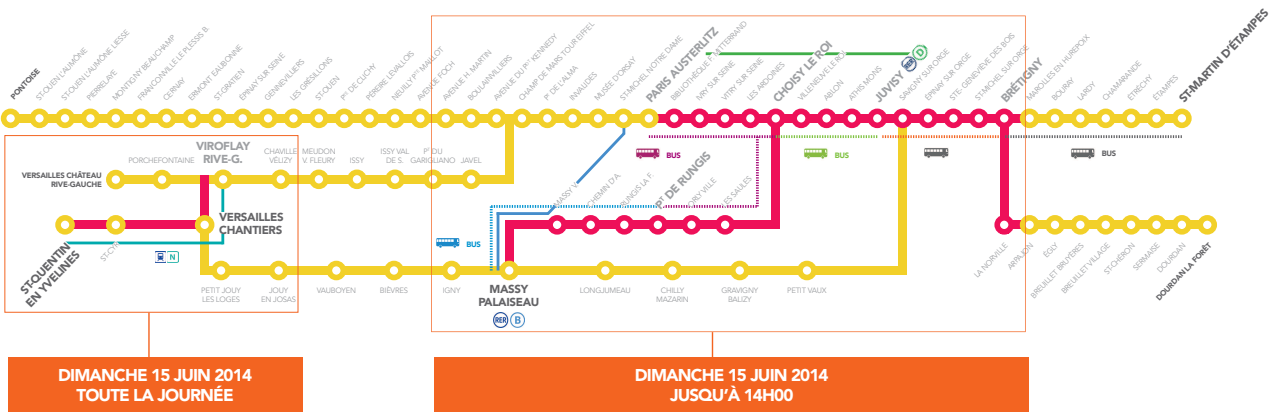 PONTOISE
ST-OUEN L'AUMÔNE
ST-OUEN L'AUMÔNE LIESSE
PIERRELAYE
MONTIGNY BEAUCHAMP
FRANCONVILLE LE PLESSIS B.
CERNAY
ERMONT EAUBONNE
ST-GRATIEN
ÉPINAY SUR SEINE
GENNEVILLIERS
LES GRÉSILLONS
ST-OUEN
Pte DE CLICHY
PÉREIRE LEVALLOIS
NEUILLY Pte MAILLOT
AVENUE FOCH
AVENUE H. MARTIN
BOULAINVILLIERS
AVENUE DU Pt KENNEDY
CHAMP DE MARS TOUR EIFFEL
Pt DE L'ALMA
INVALIDES
MUSÉE D'ORSAY
ST-MICHEL NOTRE DAME
PARIS AUSTERLITZ
BIBLIOTHÈQUE F. MITTERRAND
IVRY SUR SEINE
VITRY SUR SEINE
LES ARDOINES
CHOISY LE ROI
VILLENEUVE LE ROI
ABLON
ATHIS MONS
JUVISY RER D
SAVIGNY SUR ORGE
ÉPINAY SUR ORGE
STE- GENEVIÈVE DES BOIS
ST-MICHEL SUR ORGE
BRÉTIGNY
MAROLLES EN HUREPOIX
BOURAY
LARDY
CHAMARANDE
ETRÉCHY
ETAMPES
ST-MARTIN D'ÉTAMPES
BUS
BUS
BUS
VERSAILLES CHÂTEAU
RIVE-GAUCHE
PORCHEFONTAINE
VIROFLAY
RIVE-G.
CHAVILLE
VÉLIZY
MEUDON
V. FLEURY
ISSY
ISSY VAL
DE S.
Pt DU
GARIGLIANO
JAVEL
ST-QUENTIN
EN YVELINES
ST-CYR
VERSAILLES
CHANTIERS
N
BUS
MASSY V.
CHEMIN D'A.
RUNGIS LA F.
Pt DE RUNGIS
ORLY VILLE
LES SAULES
LA NORVILLE
ARPAJON
ÉGLY
BREUILLET-BRUYÈRES
BREUILLET VILLAGE
ST-CHÉRON
SERMAISE
DOURDAN
DOURDAN LA FORÊT
PETIT JOUY
LES LOGES
JOUY
EN JOSAS
VAUBOYEN
BIÈVRES
IGNY
MASSY
PALAISEAU
RER B
LONGJUMEAU
CHILLY
MAZARIN
GRAVIGNY
BALIZY
PETIT VAUX
DIMANCHE 15 JUIN 2014
TOUTE LA JOURNÉE
DIMANCHE 15 JUIN 2014
JUSQU'À 14H00